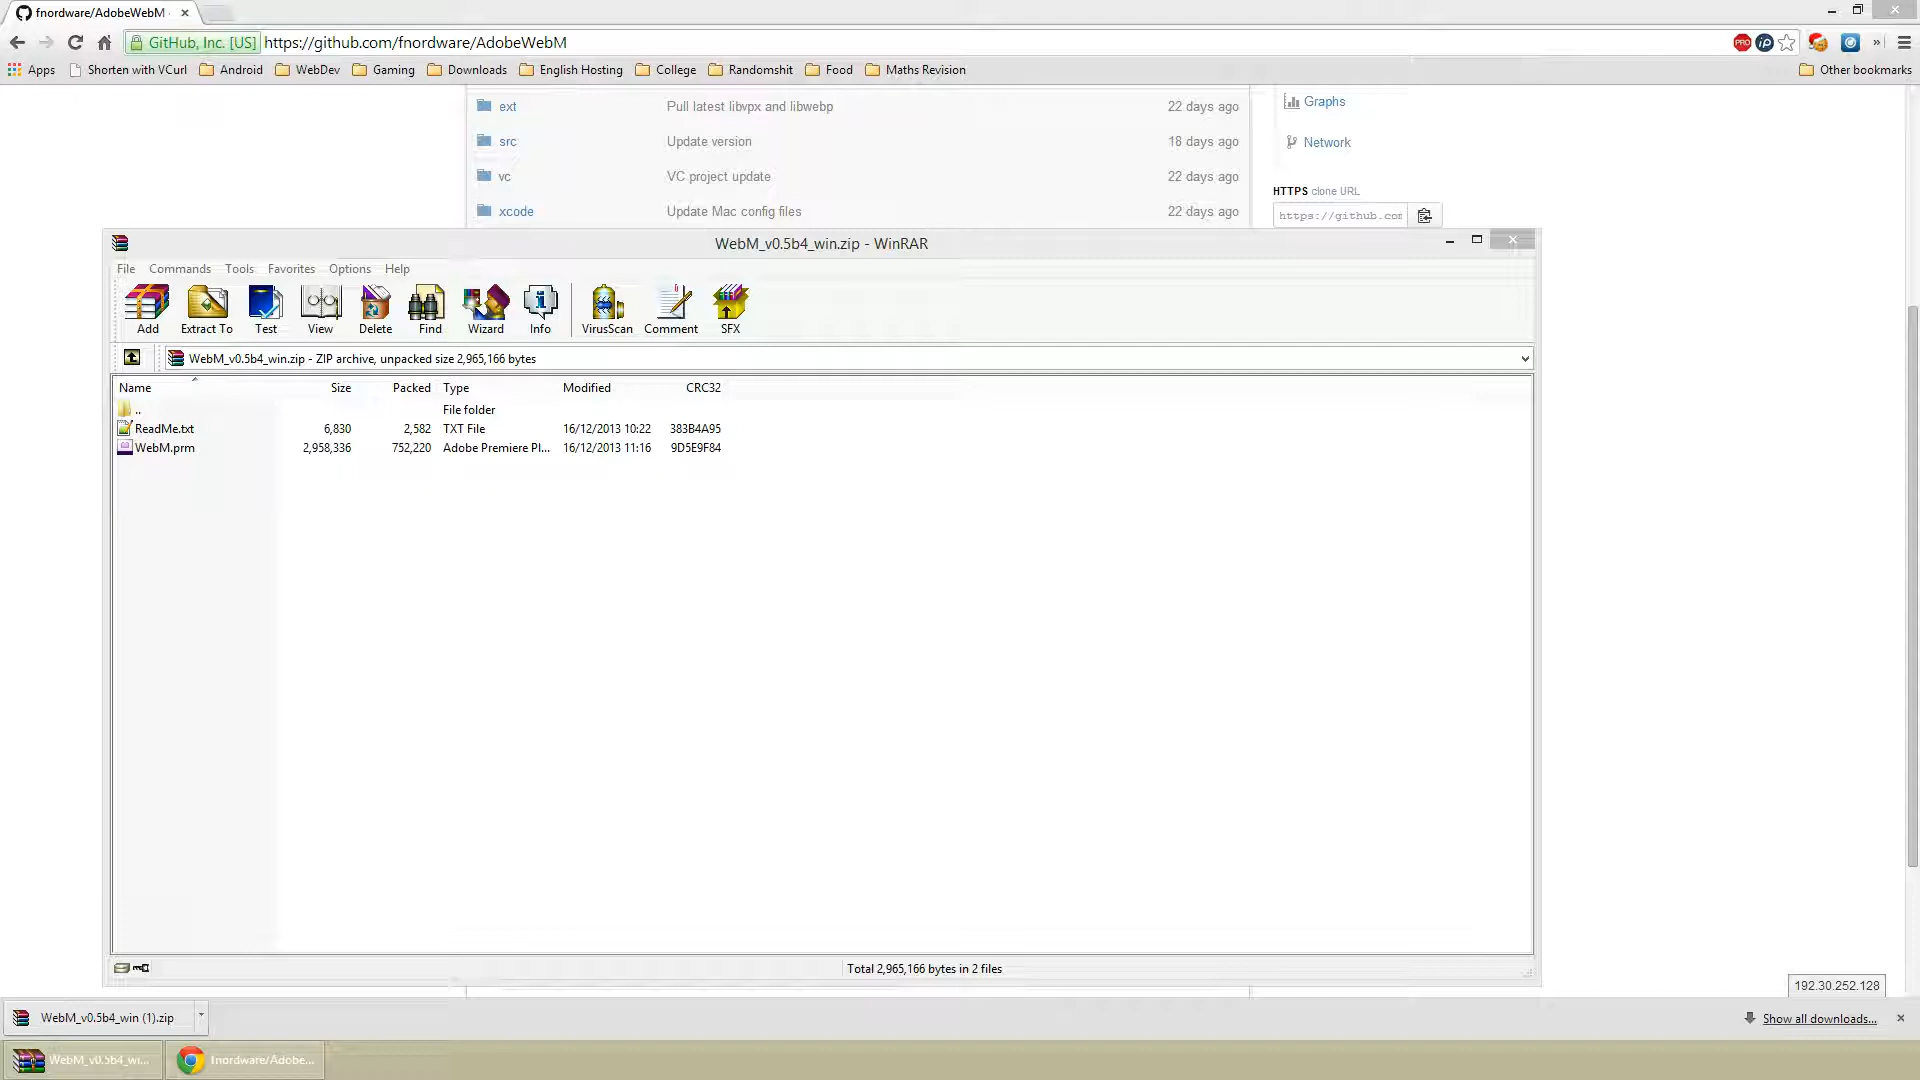 fnordware/AdobeWebM
GitHub, Inc. [US] https://github.com/fnordware/AdobeWebM
PRO iP
Apps Shorten with VCurl Android WebDev Gaming Downloads English Hosting College Randomshit Food Maths Revision Other bookmarks
ext Pull latest libvpx and libwebp 22 days ago
src Update version 18 days ago
vc VC project update 22 days ago
xcode Update Mac config files 22 days ago
Graphs
Network
HTTPS clone URL
https://github.com
WebM_v0.5b4_win.zip - WinRAR
File Commands Tools Favorites Options Help
Add Extract To Test View Delete Find Wizard Info VirusScan Comment SFX
WebM_v0.5b4_win.zip - ZIP archive, unpacked size 2,965,166 bytes
Name Size Packed Type Modified CRC32
.. File folder
ReadMe.txt 6,830 2,582 TXT File 16/12/2013 10:22 383B4A95
WebM.prm 2,958,336 752,220 Adobe Premiere Pl... 16/12/2013 11:16 9D5E9F84
Total 2,965,166 bytes in 2 files
192.30.252.128
WebM_v0.5b4_win (1).zip Show all downloads...
WebM_v0.5b4_wi... fnordware/Adobe...